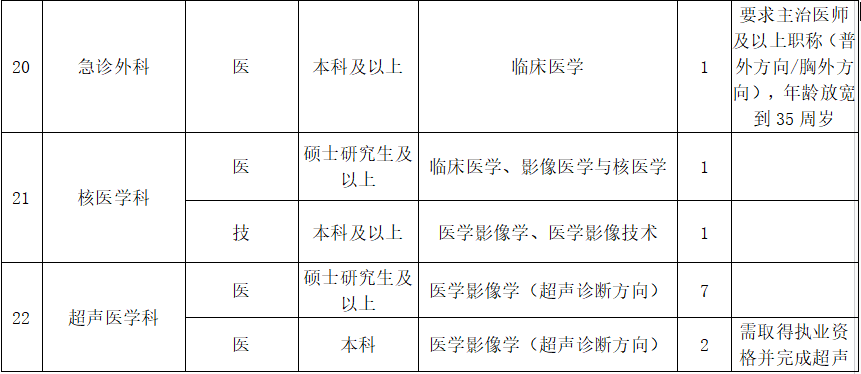 20 急诊外科 医 本科及以上 临床医学 1 要求主治医师
及以上职称（普
外方向/胸外方
向），年龄放宽
到 35 周岁
21 核医学科 医 硕士研究生及
以上 临床医学、影像医学与核医学 1
技 本科及以上 医学影像学、医学影像技术 1
22 超声医学科 医 硕士研究生及
以上 医学影像学（超声诊断方向） 7
医 本科 医学影像学（超声诊断方向） 2 需取得执业资
格并完成超声